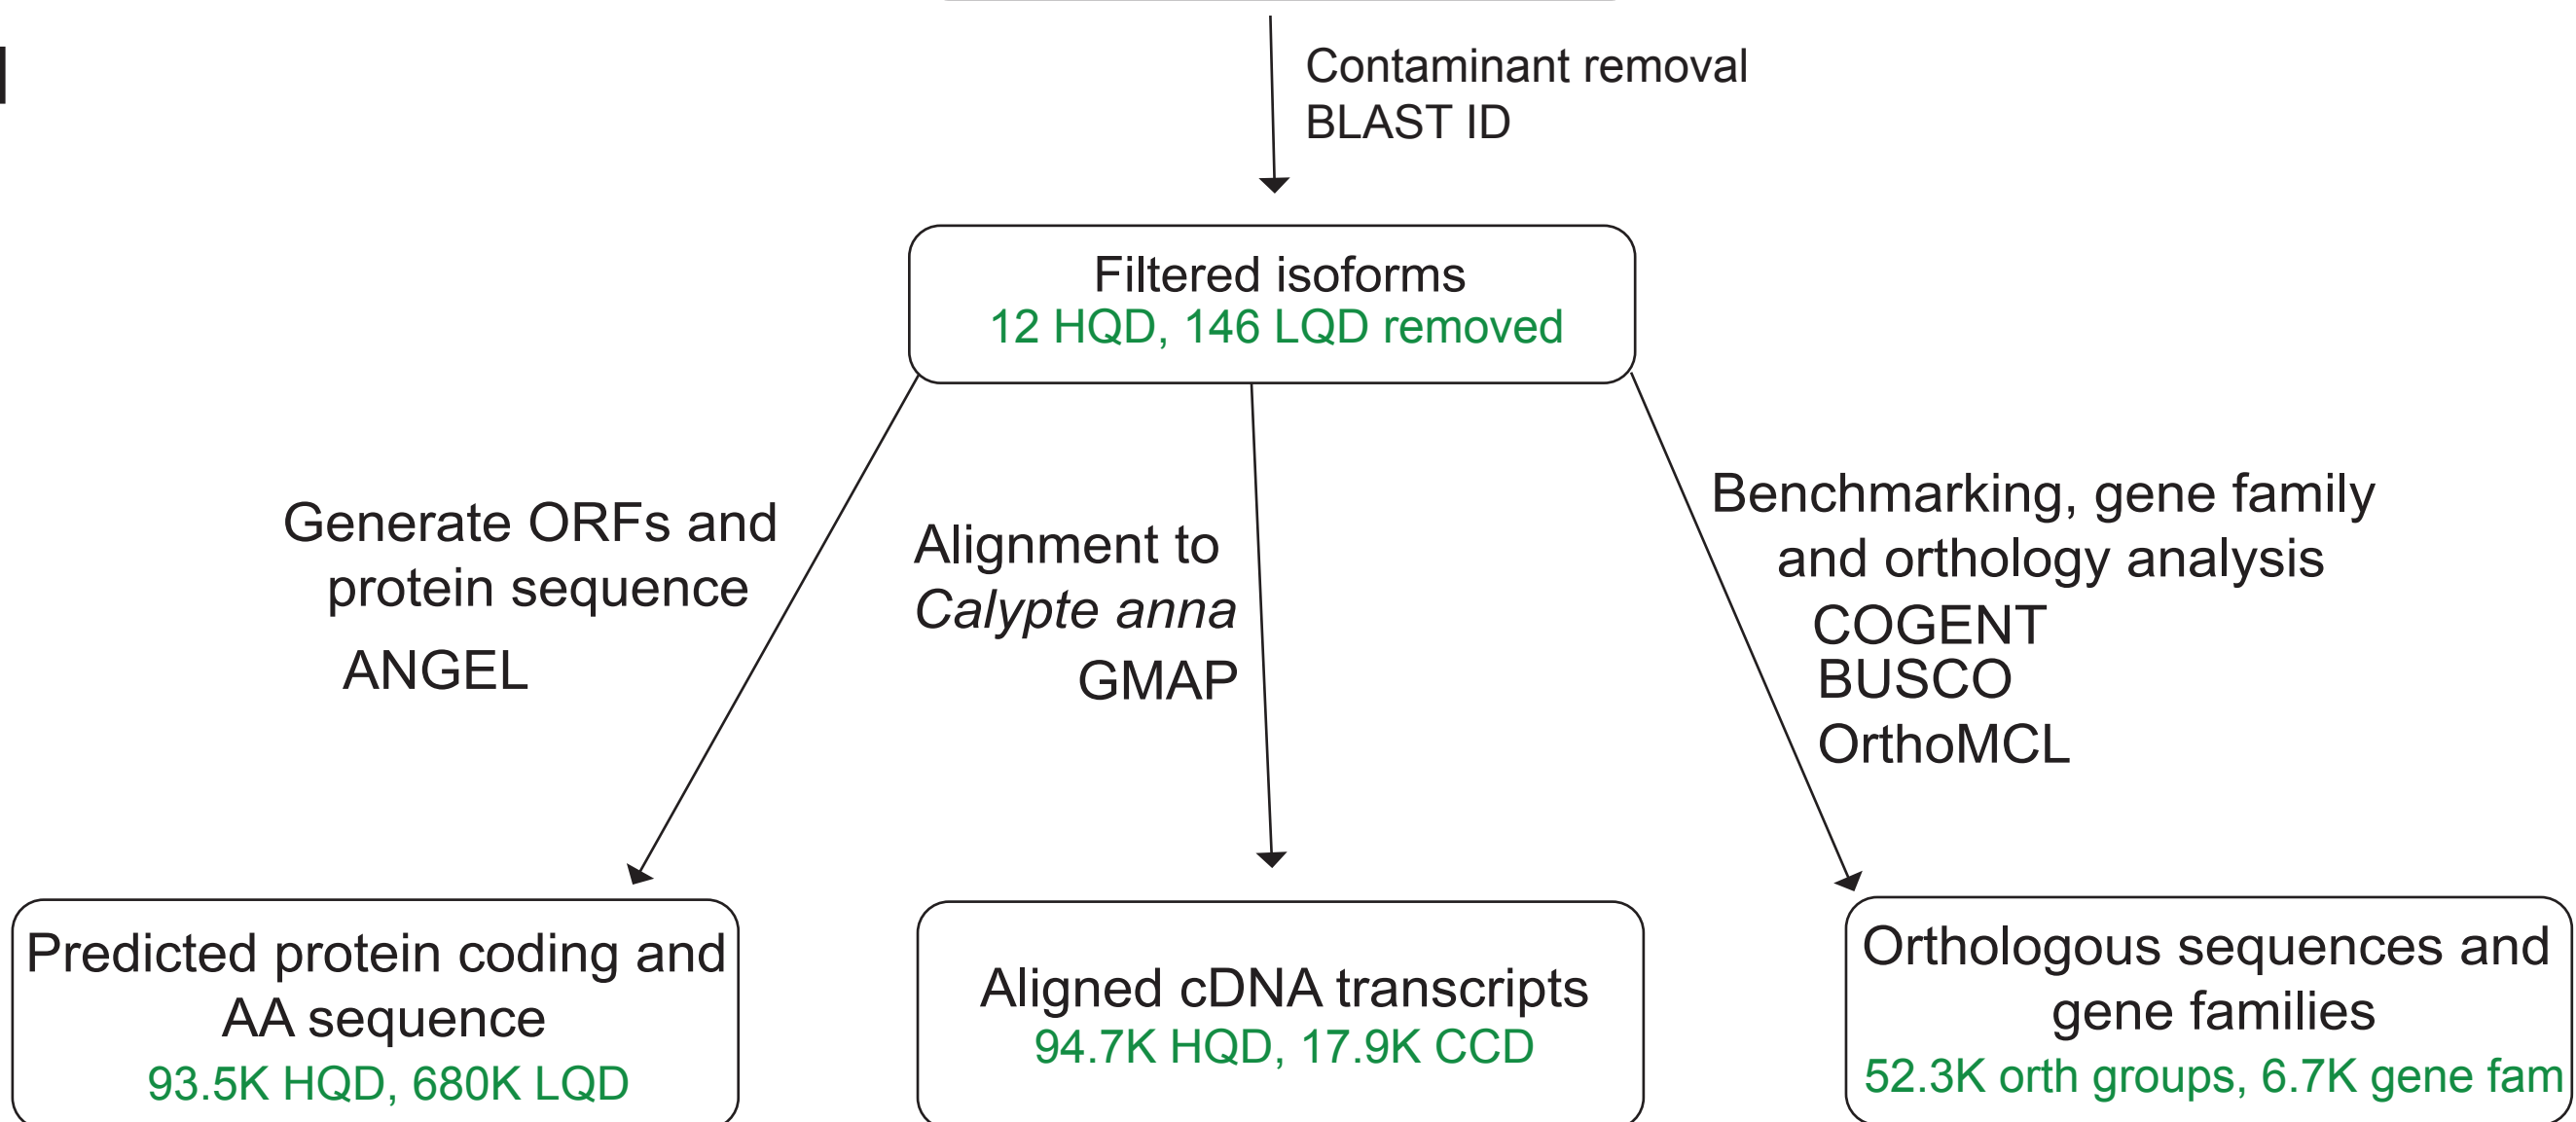 Contaminant removal
BLAST ID
Filtered isoforms
12 HQD, 146 LQD removed
Generate ORFs and
protein sequence
ANGEL
Alignment to
Calypte anna
GMAP
Benchmarking, gene family
and orthology analysis
COGENT
BUSCO
OrthoMCL
Predicted protein coding and
AA sequence
93.5K HQD, 680K LQD
Aligned cDNA transcripts
94.7K HQD, 17.9K CCD
Orthologous sequences and
gene families
52.3K orth groups, 6.7K gene fam